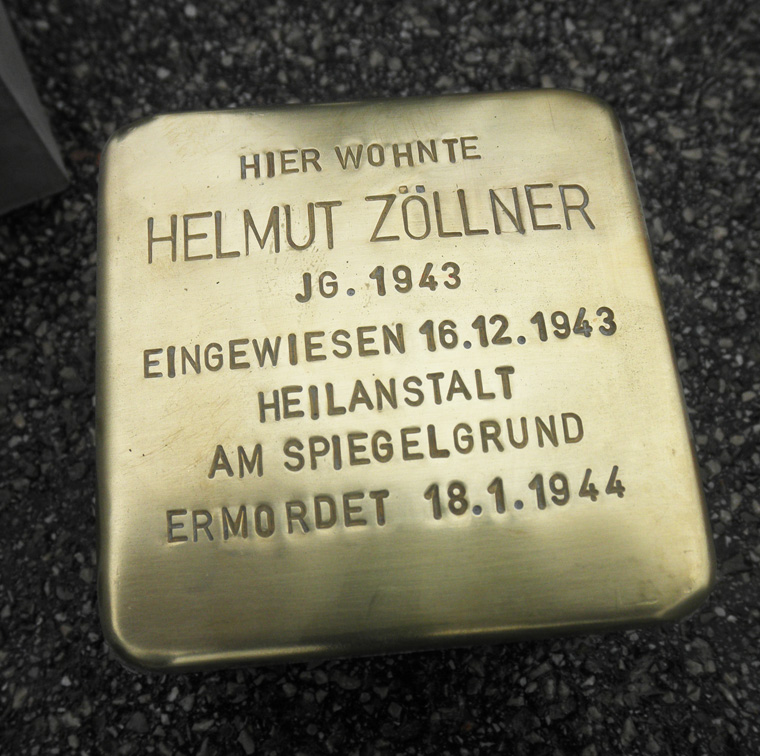 HIER WOHNTE
HELMUT ZÖLLNER
JG. 1943
EINGEWIESEN 16.12.1943
HEILANSTALT
AM SPIEGELGRUND
ERMORDET 18.1.1944